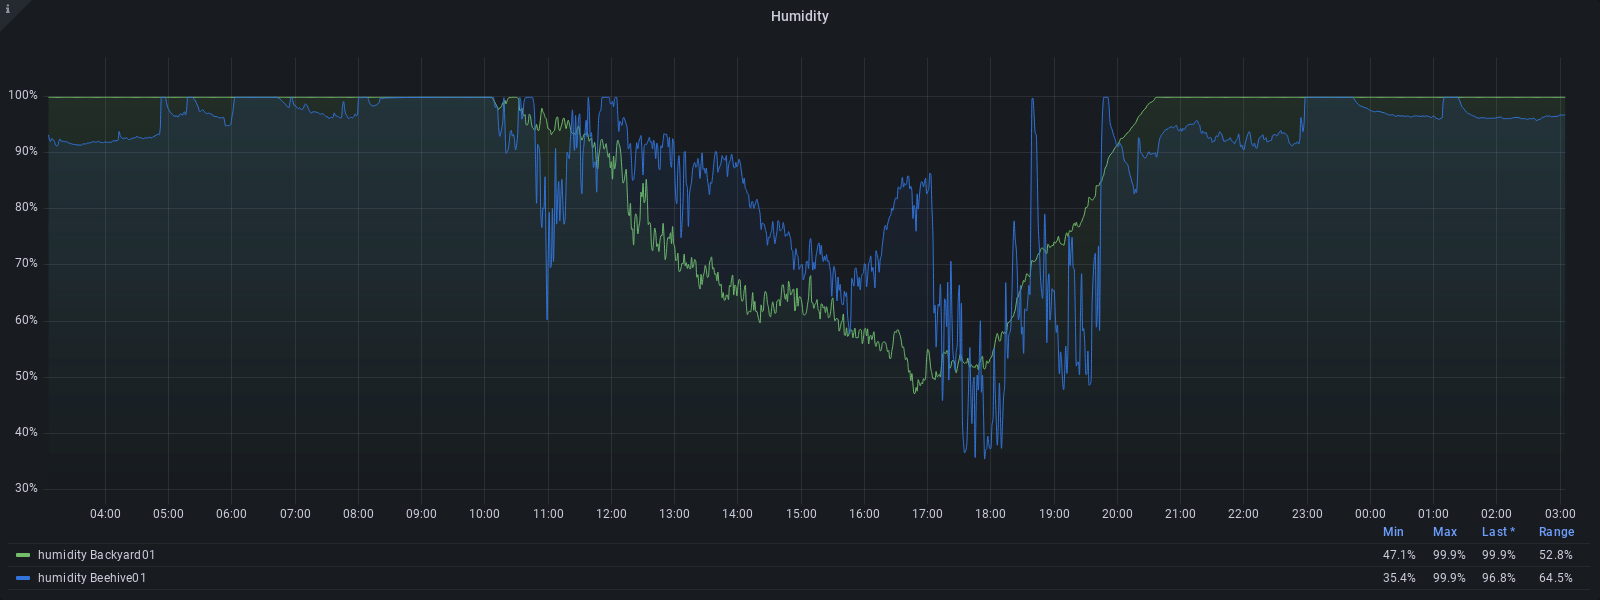 i
Humidity
100%
90%
80%
70%
60%
50%
40%
30%
04:00 05:00 06:00 07:00 08:00 09:00 10:00 11:00 12:00 13:00 14:00 15:00 16:00 17:00 18:00 19:00 20:00 21:00 22:00 23:00 00:00 01:00 02:00 03:00
Min Max Last * Range
humidity Backyard01 47.1% 99.9% 99.9% 52.8%
humidity Beehive01 35.4% 99.9% 96.8% 64.5%